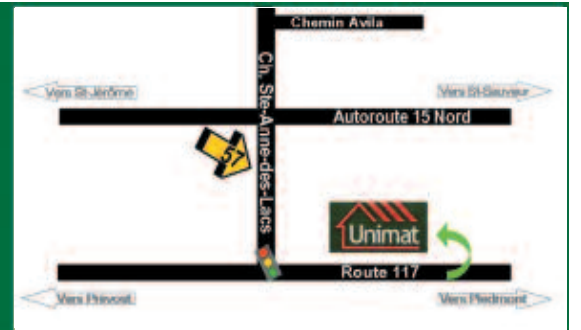 Chemin Avila
Vers St-Jérôme
Vers St-Sauveur
Autoroute 15 Nord
Ch. Ste-Anne-des-Lacs
57
Unimat
Route 117
Vers Prévost
Vers Piedmont